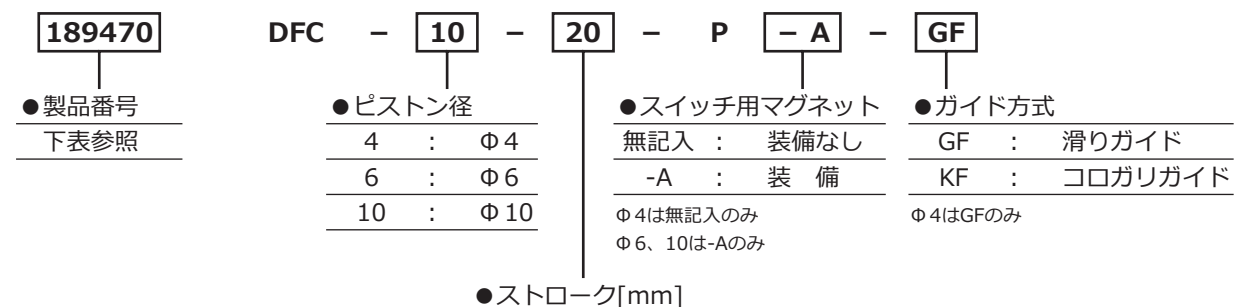 189470 DFC – 10 – 20 – P – A – GF
●製品番号 ●ピストン径 ●スイッチ用マグネット ●ガイド方式
下表参照 4 : Φ4 無記入 : 装備なし GF : 滑りガイド
6 : Φ6 -A : 装　備 KF : コロガリガイド
10 : Φ10 Φ4は無記入のみ Φ4はGFのみ
Φ6、10は-Aのみ
●ストローク[mm]